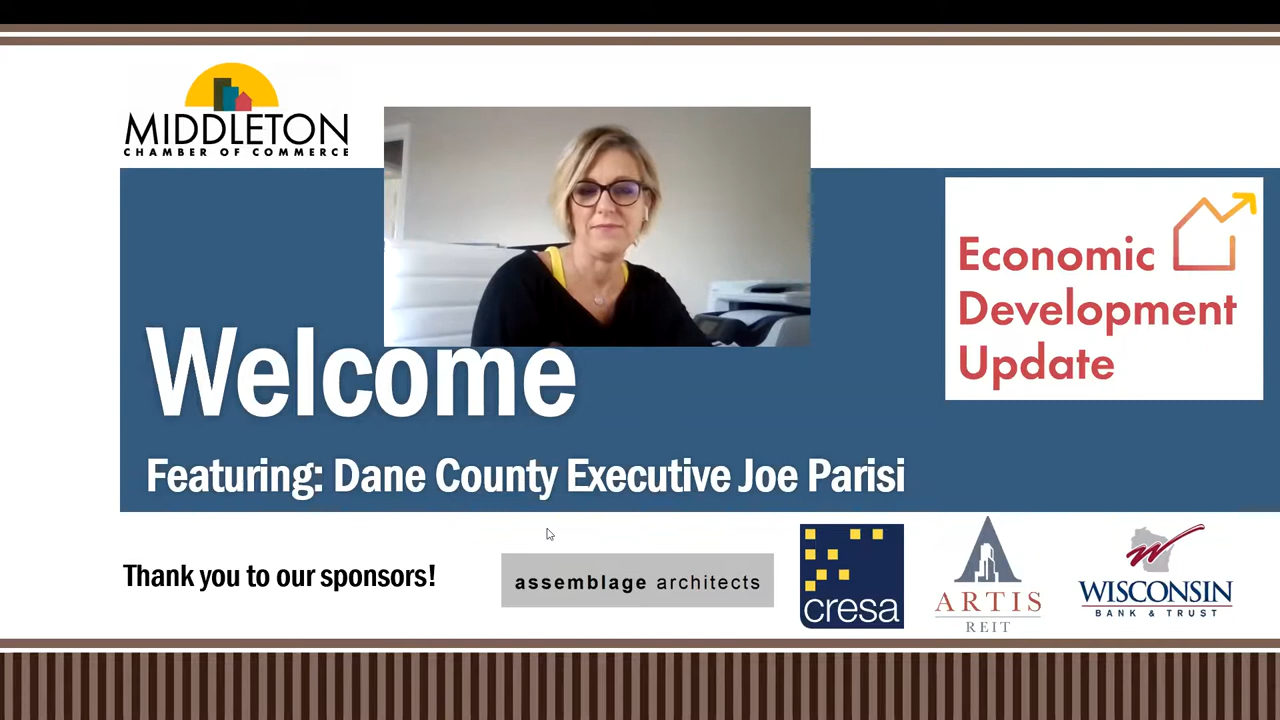 MIDDLETON
CHAMBER OF COMMERCE
Economic
Development
Update
Welcome
Featuring: Dane County Executive Joe Parisi
Thank you to our sponsors!
assemblage architects
cresa
ARTIS
REIT
WISCONSIN
BANK & TRUST